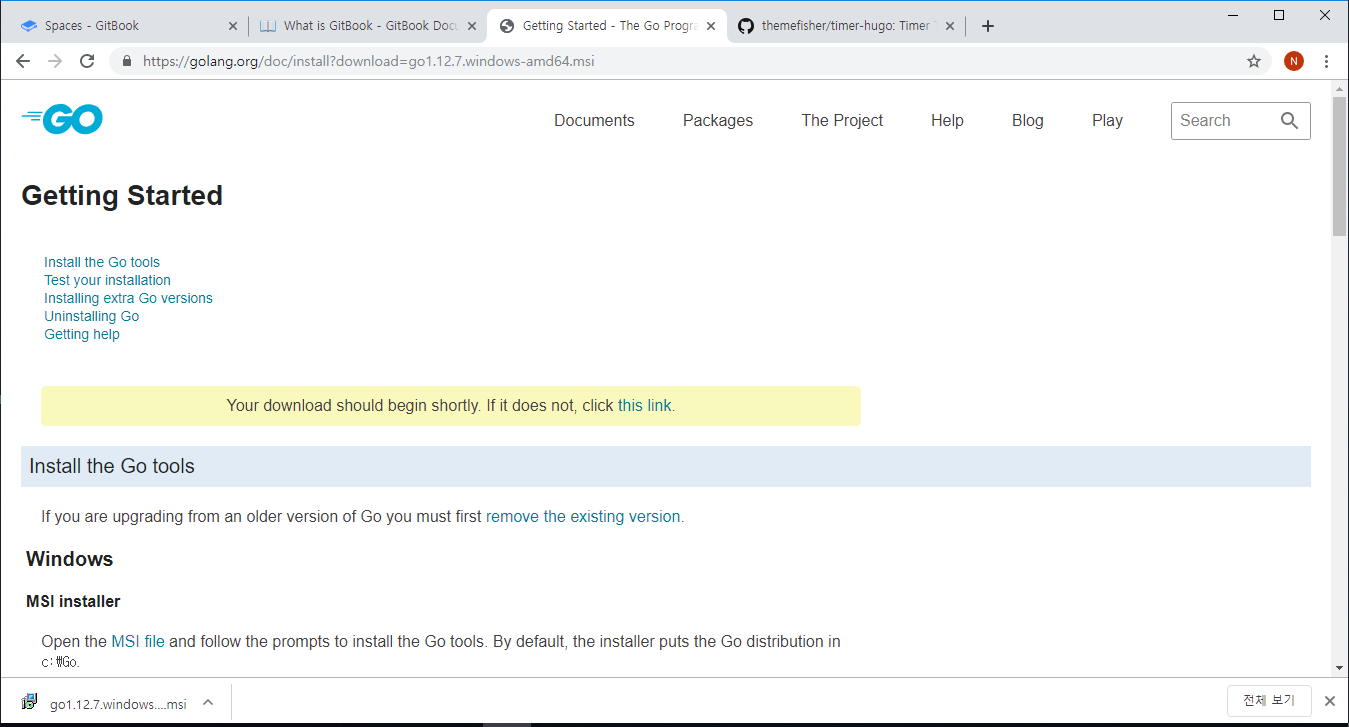 Spaces - GitBook
What is GitBook - GitBook Docu
Getting Started - The Go Progra
themefisher/timer-hugo: Timer
https://golang.org/doc/install?download=go1.12.7.windows-amd64.msi
N
GO
Documents
Packages
The Project
Help
Blog
Play
Search
Getting Started
Install the Go tools
Test your installation
Installing extra Go versions
Uninstalling Go
Getting help
Your download should begin shortly. If it does not, click this link.
Install the Go tools
If you are upgrading from an older version of Go you must first remove the existing version.
Windows
MSI installer
Open the MSI file and follow the prompts to install the Go tools. By default, the installer puts the Go distribution in
c:₩Go.
go1.12.7.windows....msi
전체 보기